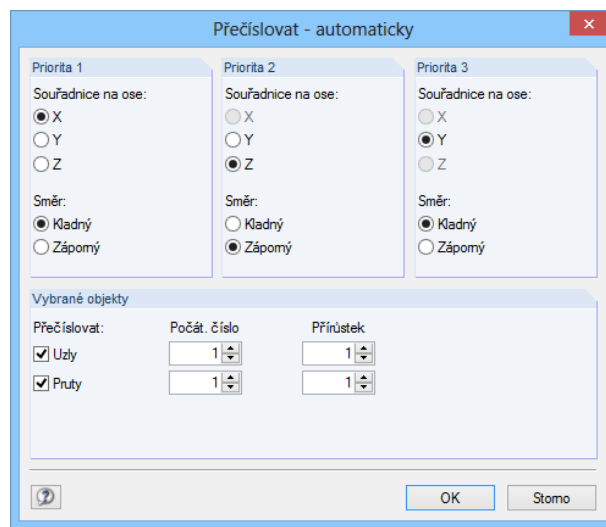 Přečíslovat - automaticky
Priorita 1
Souřadnice na ose:
X
Y
Z
Směr:
Kladný
Záporný
Priorita 2
Souřadnice na ose:
X
Y
Z
Směr:
Kladný
Záporný
Priorita 3
Souřadnice na ose:
X
Y
Z
Směr:
Kladný
Záporný
Vybrané objekty
Přečíslovat: Počát. číslo Přírůstek
Uzly 1 1
Pruty 1 1
OK Storno